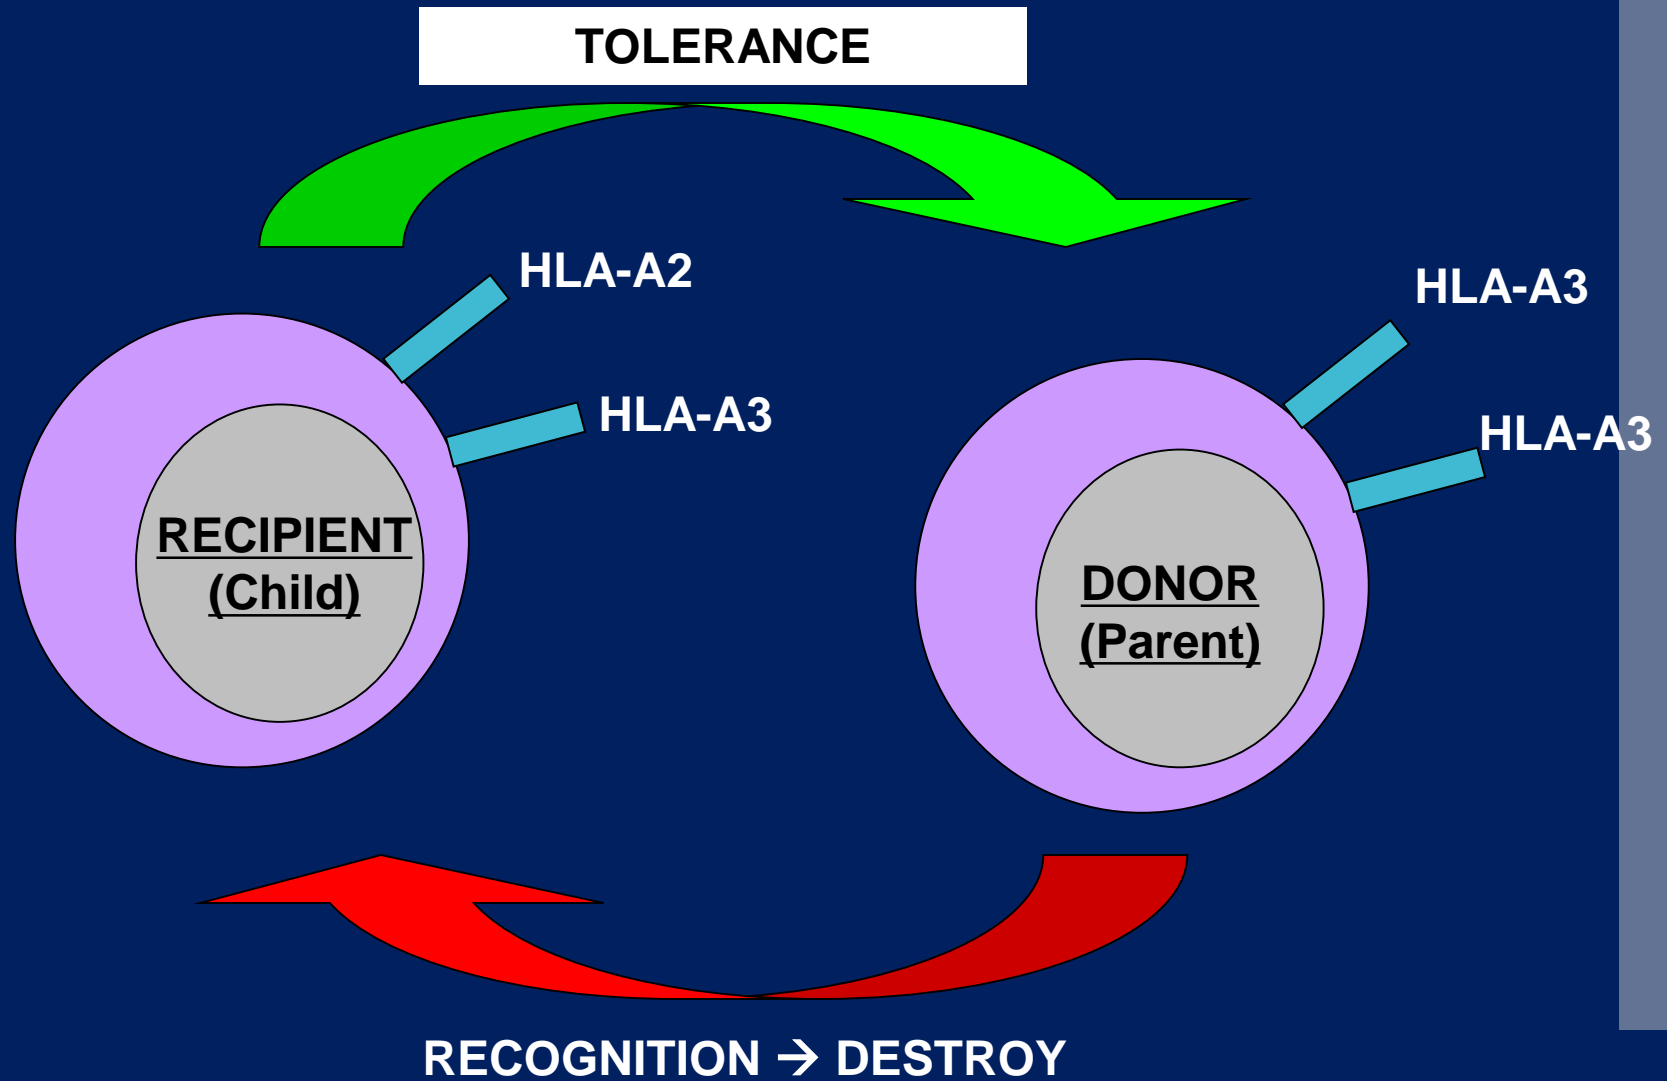 TOLERANCE
HLA-A2
HLA-A3
HLA-A3
HLA-A3
RECIPIENT
(Child)
DONOR
(Parent)
RECOGNITION → DESTROY